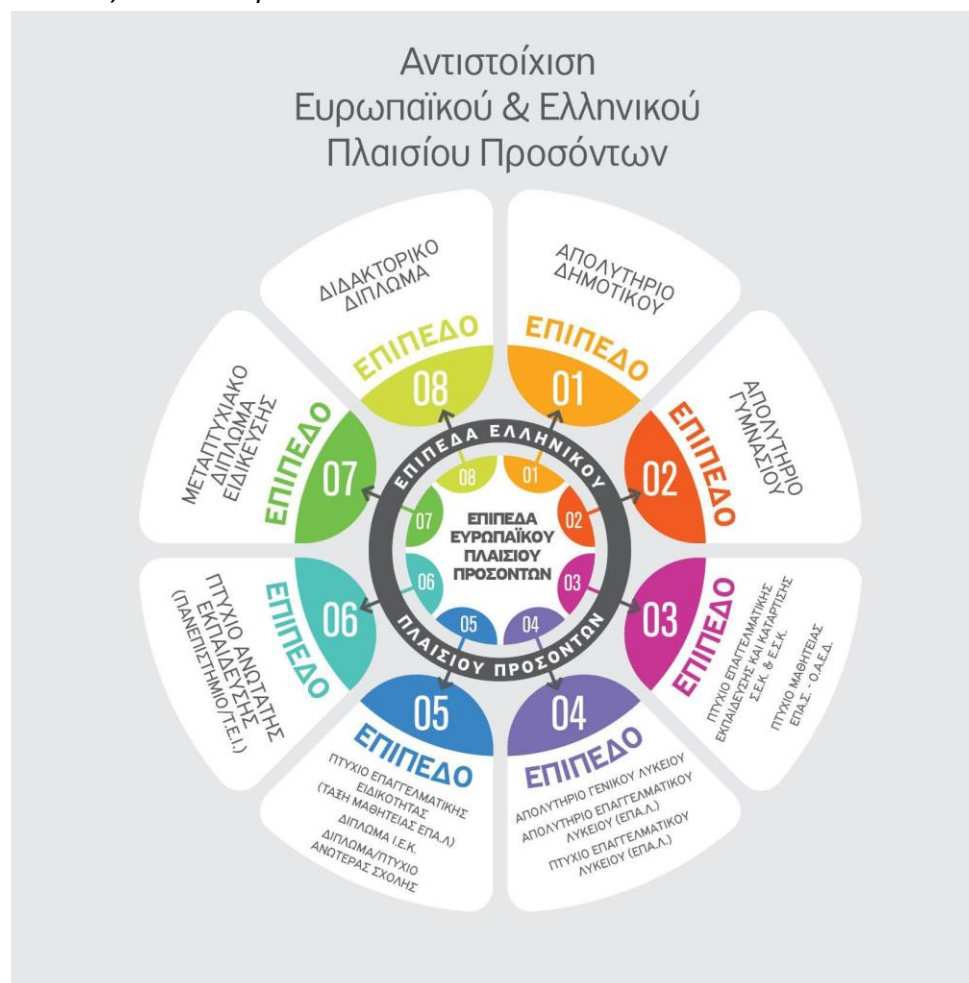 Αντιστοίχιση
Ευρωπαϊκού & Ελληνικού
Πλαισίου Προσόντων
ΑΠΟΛΥΤΗΡΙΟ
ΔΗΜΟΤΙΚΟΥ
ΕΠΙΠΕΔΟ
01
ΑΠΟΛΥΤΗΡΙΟ
ΓΥΜΝΑΣΙΟΥ
ΕΠΙΠΕΔΟ
02
ΕΠΙΠΕΔΟ
03
ΠΤΥΧΙΟ ΕΠΑΓΓΕΛΜΑΤΙΚΗΣ
ΕΚΠΑΙΔΕΥΣΗΣ ΚΑΙ ΚΑΤΑΡΤΙΣΗΣ
Σ.Ε.Κ. & Ε.Σ.Κ.
ΠΤΥΧΙΟ ΜΑΘΗΤΕΙΑΣ
ΕΠΑ.Σ. - Ο.Α.Ε.Δ.
04
ΕΠΙΠΕΔΟ
ΑΠΟΛΥΤΗΡΙΟ ΓΕΝΙΚΟΥ ΛΥΚΕΙΟΥ
ΑΠΟΛΥΤΗΡΙΟ ΕΠΑΓΓΕΛΜΑΤΙΚΟΥ
ΛΥΚΕΙΟΥ (ΕΠΑ.Λ.)
ΠΤΥΧΙΟ ΕΠΑΓΓΕΛΜΑΤΙΚΟΥ
ΛΥΚΕΙΟΥ (ΕΠΑ.Λ.)
05
ΕΠΙΠΕΔΟ
ΠΤΥΧΙΟ ΕΠΑΓΓΕΛΜΑΤΙΚΗΣ
ΕΙΔΙΚΟΤΗΤΑΣ
(ΤΑΞΗ ΜΑΘΗΤΕΙΑΣ ΕΠΑ.Λ)
ΔΙΠΛΩΜΑ Ι.Ε.Κ.
ΔΙΠΛΩΜΑ/ΠΤΥΧΙΟ
ΑΝΩΤΕΡΑΣ ΣΧΟΛΗΣ
06
ΕΠΙΠΕΔΟ
ΠΤΥΧΙΟ ΑΝΩΤΑΤΗΣ
ΕΚΠΑΙΔΕΥΣΗΣ
(ΠΑΝΕΠΙΣΤΗΜΙΟ/Τ.Ε.Ι.)
ΜΕΤΑΠΤΥΧΙΑΚΟ
ΔΙΠΛΩΜΑ
ΕΙΔΙΚΕΥΣΗΣ
ΕΠΙΠΕΔΟ
07
ΔΙΔΑΚΤΟΡΙΚΟ
ΔΙΠΛΩΜΑ
ΕΠΙΠΕΔΟ
08
ΕΠΙΠΕΔΑ ΕΛΛΗΝΙΚΟΥ
ΠΛΑΙΣΙΟΥ ΠΡΟΣΟΝΤΩΝ
01
02
03
04
05
06
07
08
ΕΠΙΠΕΔΑ
ΕΥΡΩΠΑΪΚΟΥ
ΠΛΑΙΣΙΟΥ
ΠΡΟΣΟΝΤΩΝ